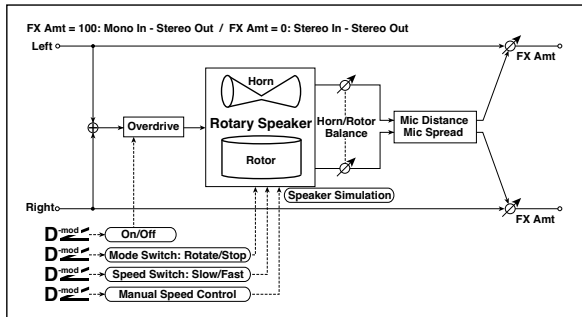 FX Amt = 100: Mono In - Stereo Out / FX Amt = 0: Stereo In - Stereo Out
Left
FX Amt
Horn
Rotary Speaker
Overdrive
Horn/Rotor
Balance
Mic Distance
Mic Spread
Rotor
Speaker Simulation
Right
FX Amt
D-mod On/Off
D-mod Mode Switch: Rotate/Stop
D-mod Speed Switch: Slow/Fast
D-mod Manual Speed Control